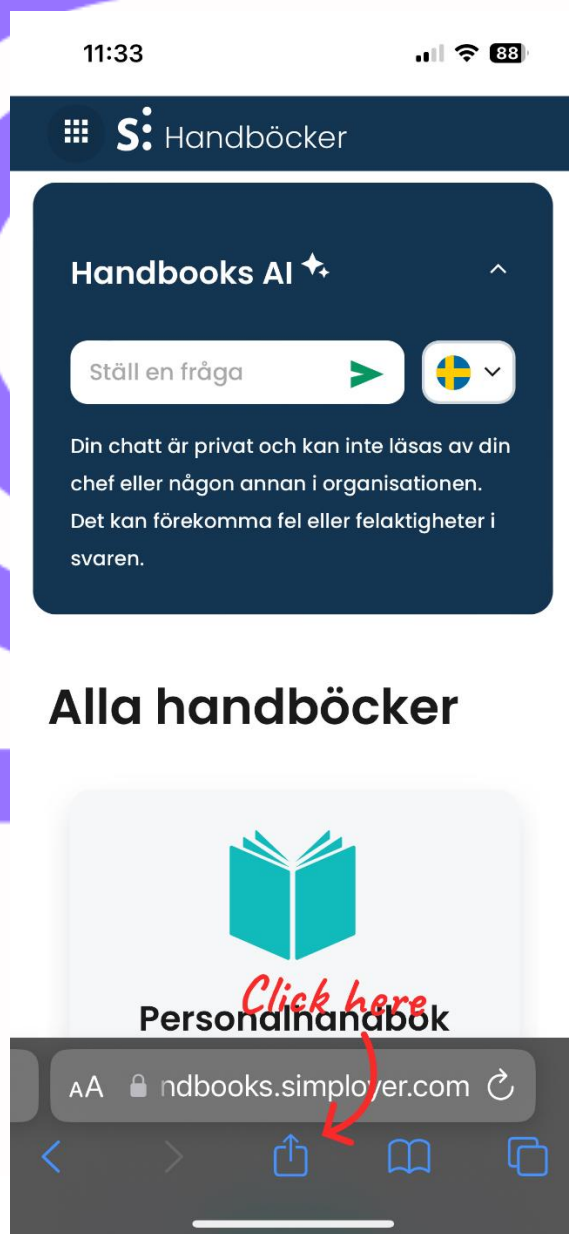 11:33
88
S: Handböcker
Handbooks AI
Ställ en fråga
Din chatt är privat och kan inte läsas av din
chef eller någon annan i organisationen.
Det kan förekomma fel eller felaktigheter i
svaren.
Alla handböcker
Click here
Personalhandbok
AA ndbooks.simployer.com